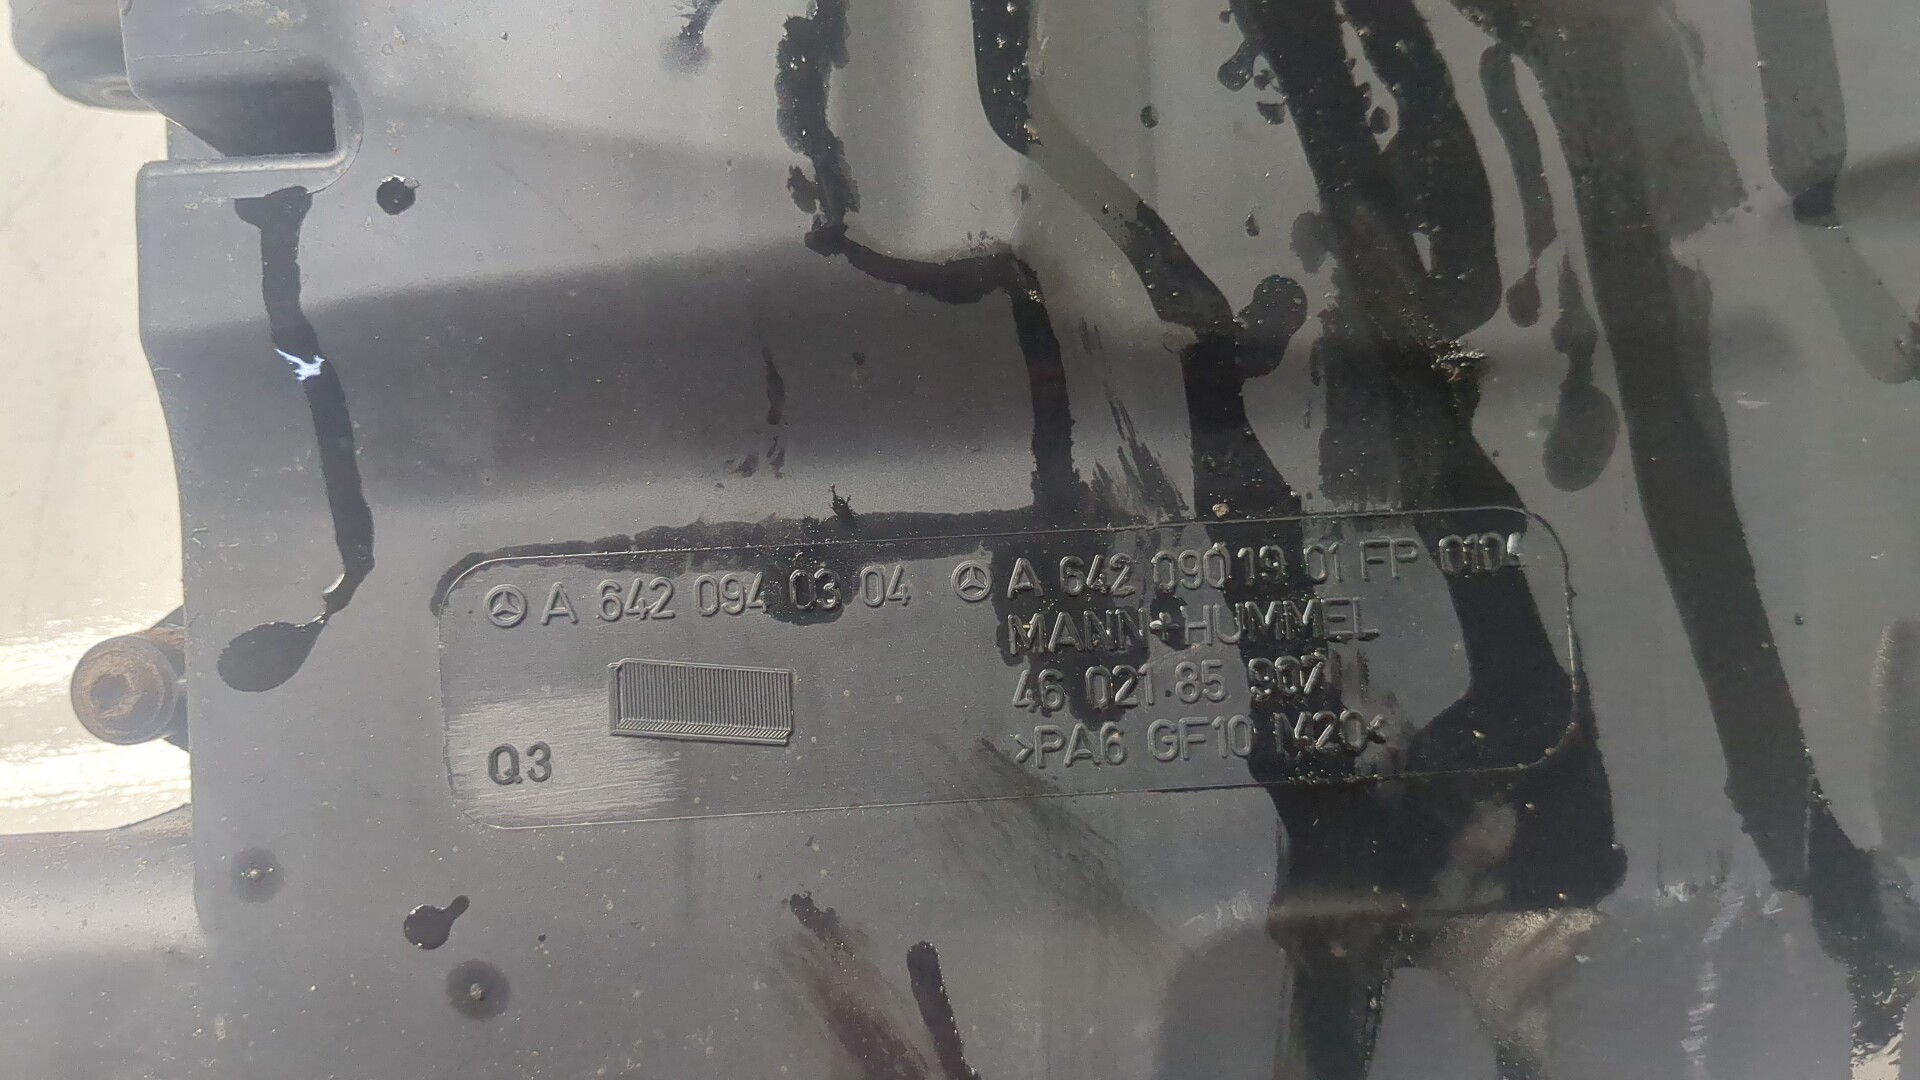 A 642 094 03 04 A 642 090 19 01 FP 010
MANN+HUMMEL
46 021 85 907
>PA6 GF10 M20<
Q3